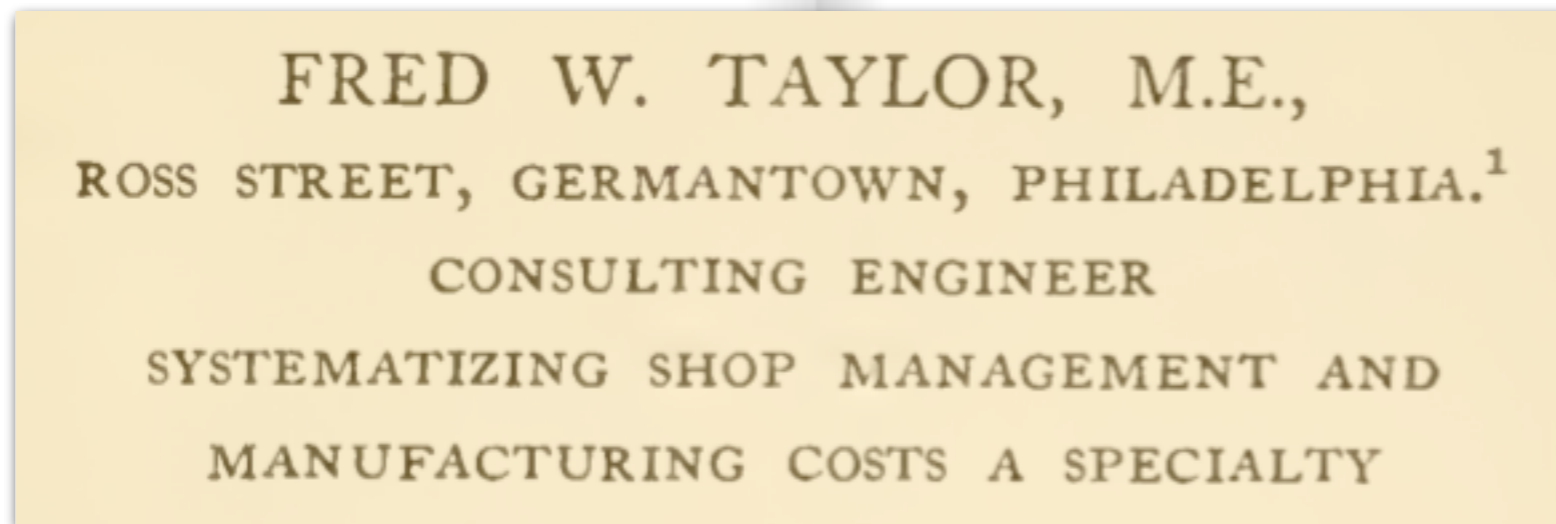 FRED W. TAYLOR, M.E.,
ROSS STREET, GERMANTOWN, PHILADELPHIA.¹
CONSULTING ENGINEER
SYSTEMATIZING SHOP MANAGEMENT AND
MANUFACTURING COSTS A SPECIALTY